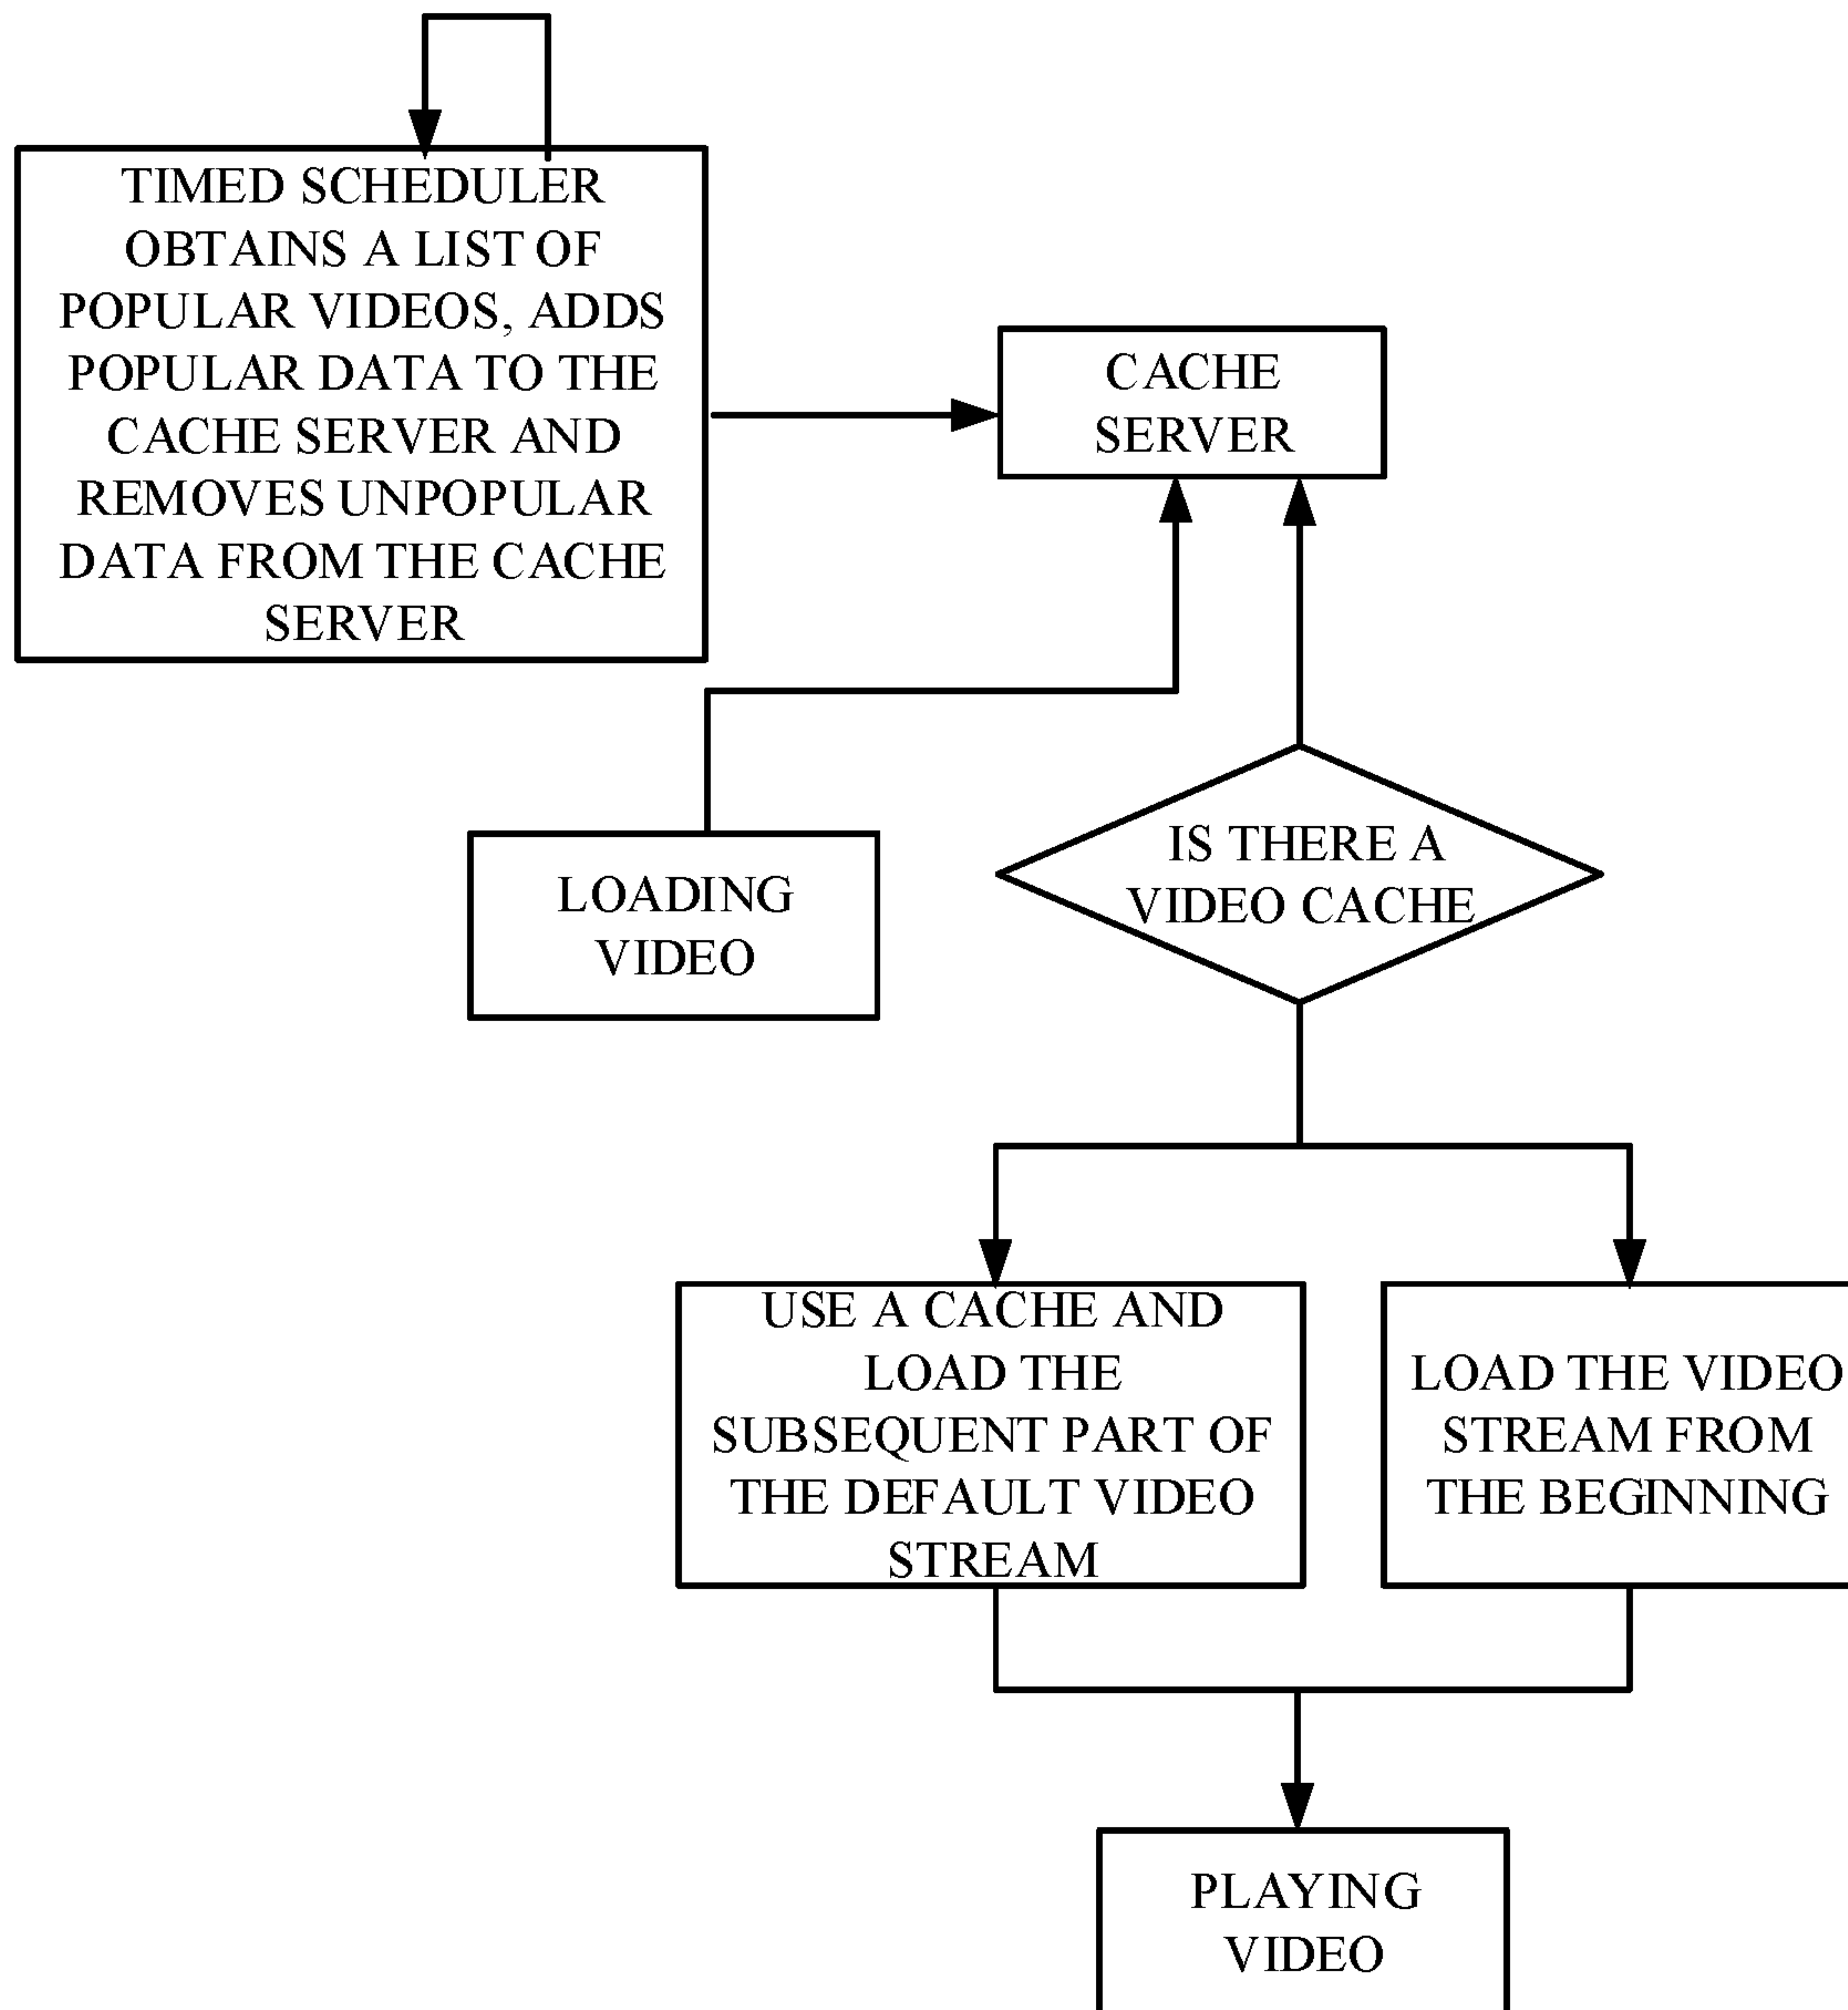 TIMED SCHEDULER
OBTAINS A LIST OF
POPULAR VIDEOS, ADDS
POPULAR DATA TO THE
CACHE SERVER AND
REMOVES UNPOPULAR
DATA FROM THE CACHE
SERVER
CACHE
SERVER
LOADING
VIDEO
IS THERE A
VIDEO CACHE
USE A CACHE AND
LOAD THE
SUBSEQUENT PART OF
THE DEFAULT VIDEO
STREAM
LOAD THE VIDEO
STREAM FROM
THE BEGINNING
PLAYING
VIDEO